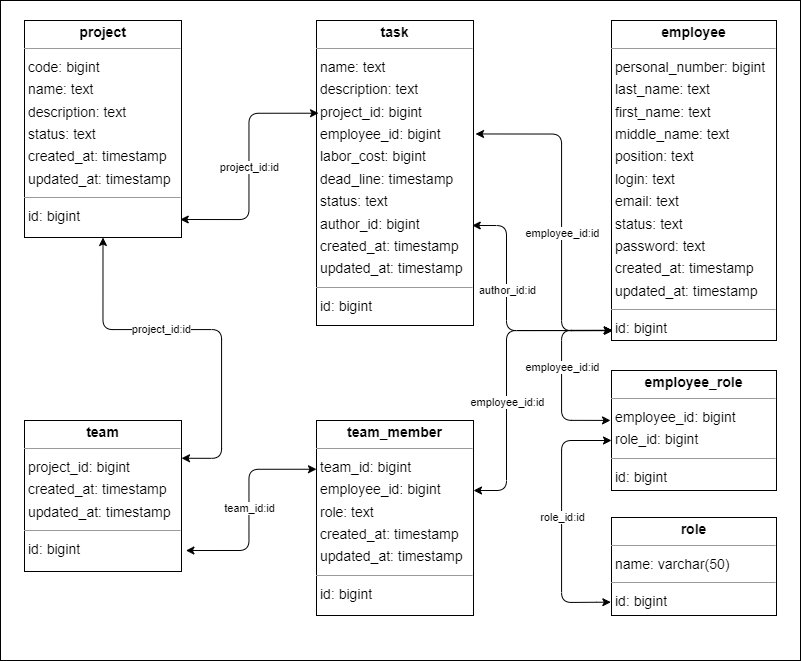 project
code: bigint
name: text
description: text
status: text
created_at: timestamp
updated_at: timestamp
id: bigint
task
name: text
description: text
project_id: bigint
employee_id: bigint
labor_cost: bigint
dead_line: timestamp
status: text
author_id: bigint
created_at: timestamp
updated_at: timestamp
id: bigint
employee
personal_number: bigint
last_name: text
first_name: text
middle_name: text
position: text
login: text
email: text
status: text
password: text
created_at: timestamp
updated_at: timestamp
id: bigint
project_id:id
employee_id:id
author_id:id
project_id:id
employee_id:id
employee_id:id
team
project_id: bigint
created_at: timestamp
updated_at: timestamp
id: bigint
team_id:id
team_member
team_id: bigint
employee_id: bigint
role: text
created_at: timestamp
updated_at: timestamp
id: bigint
employee_role
employee_id: bigint
role_id: bigint
id: bigint
role_id:id
role
name: varchar(50)
id: bigint